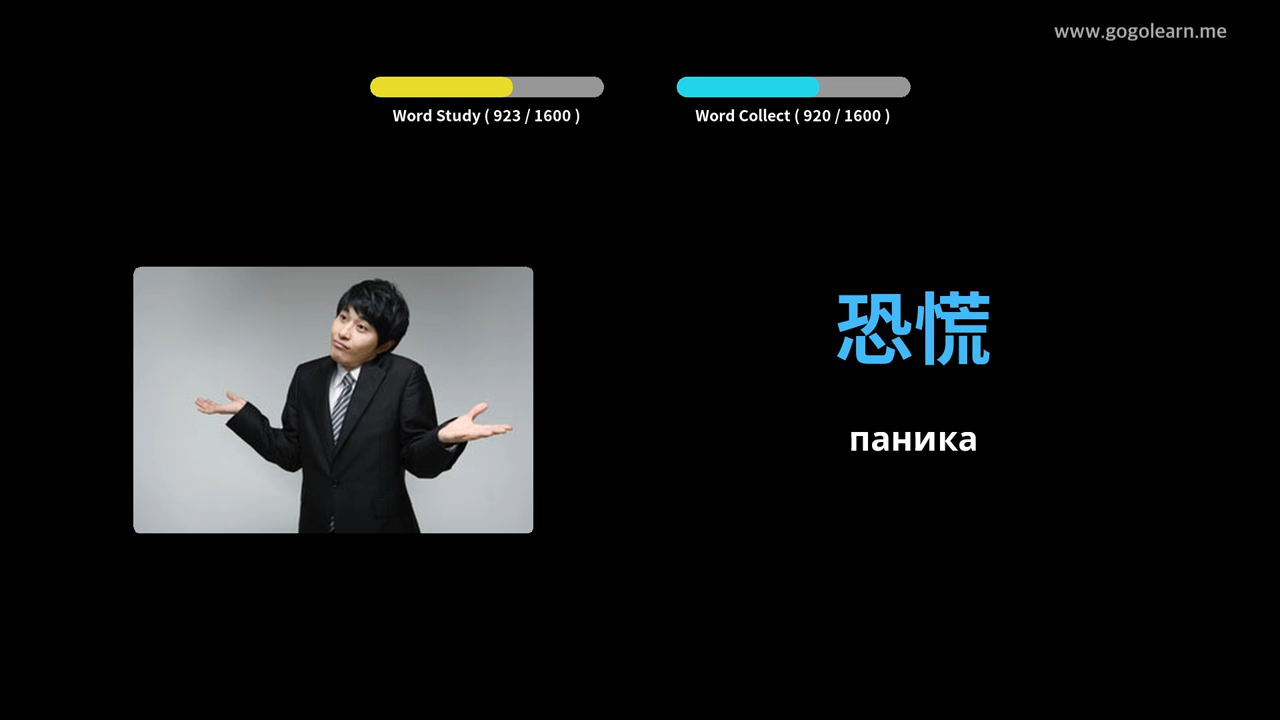 www.gogolearn.me
Word Study ( 923 / 1600 )
Word Collect ( 920 / 1600 )
恐慌
паника